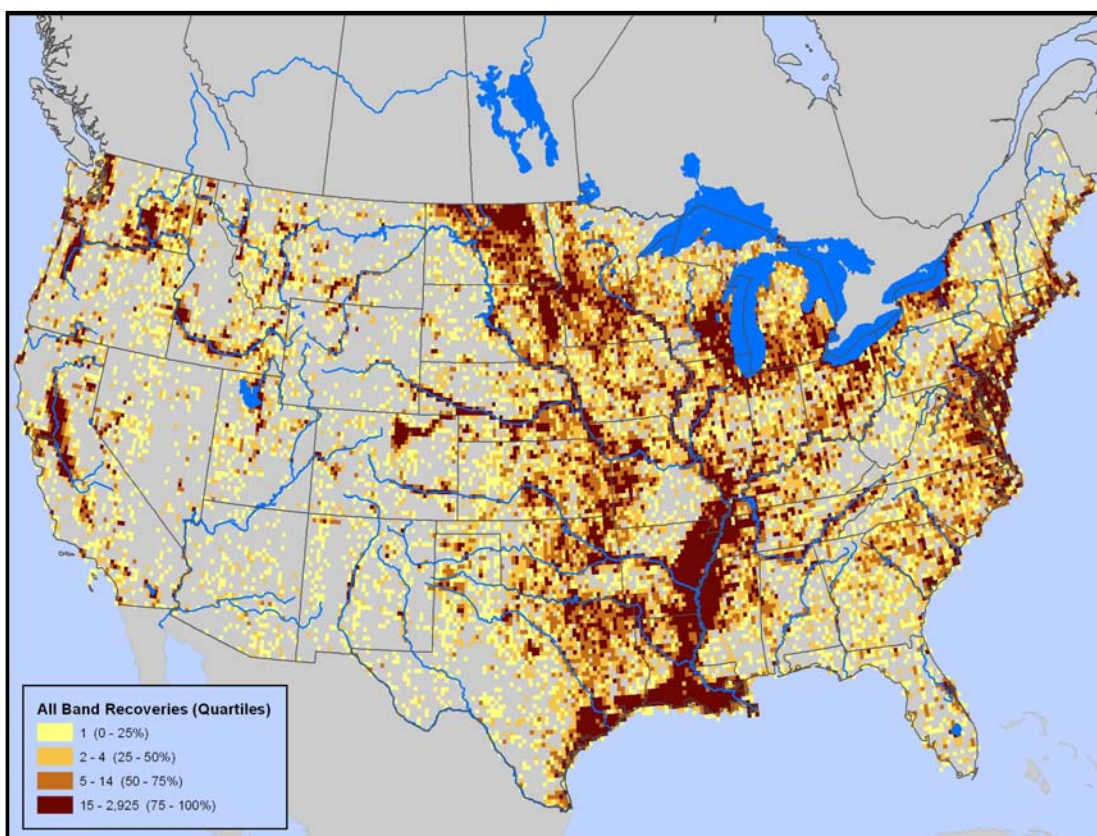 All Band Recoveries (Quartiles)
1 (0 - 25%)
2 - 4 (25 - 50%)
5 - 14 (50 - 75%)
15 - 2,925 (75 - 100%)